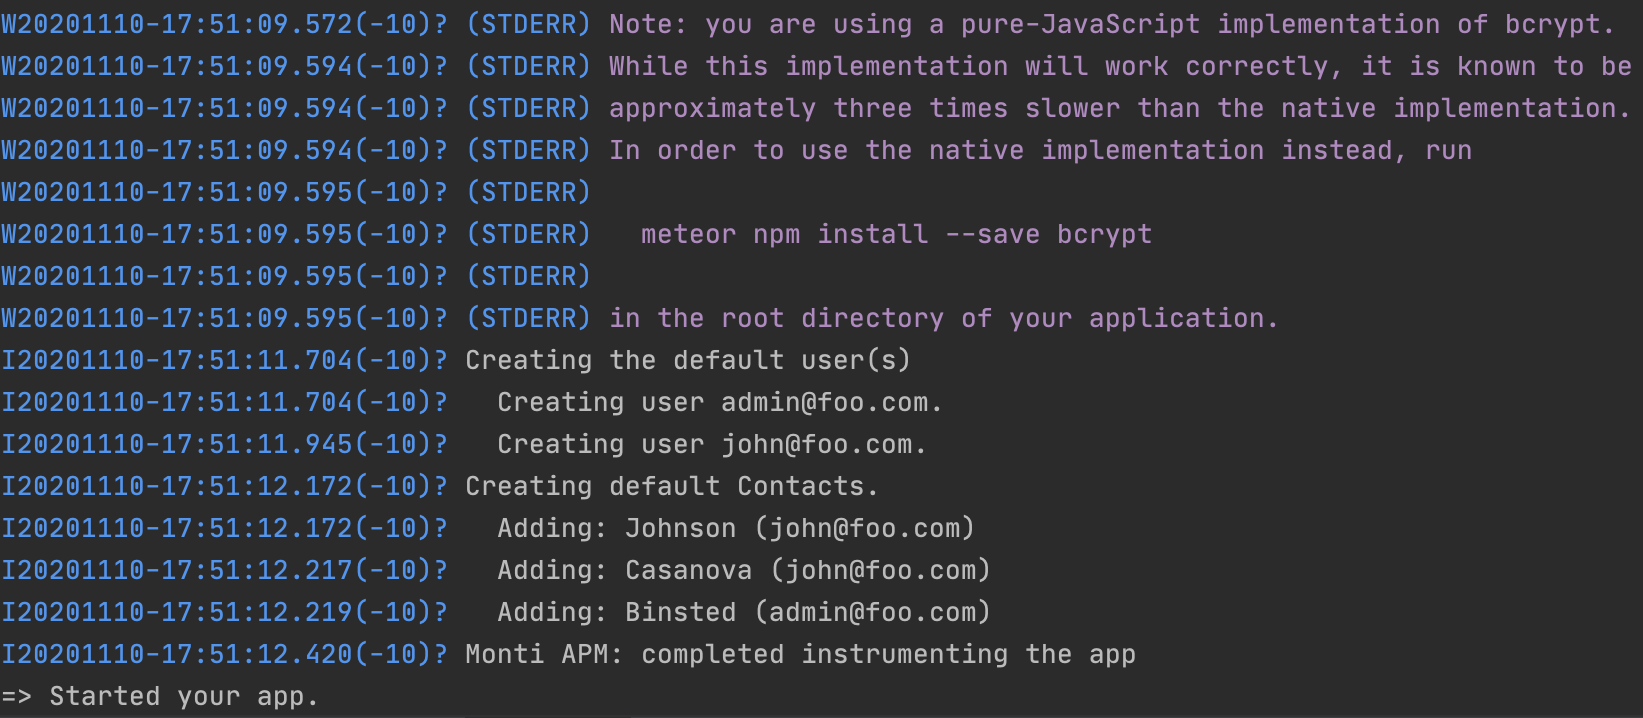 W20201110-17:51:09.572(-10)? (STDERR) Note: you are using a pure-JavaScript implementation of bcrypt.
W20201110-17:51:09.594(-10)? (STDERR) While this implementation will work correctly, it is known to be
W20201110-17:51:09.594(-10)? (STDERR) approximately three times slower than the native implementation.
W20201110-17:51:09.594(-10)? (STDERR) In order to use the native implementation instead, run
W20201110-17:51:09.595(-10)? (STDERR)
W20201110-17:51:09.595(-10)? (STDERR)   meteor npm install --save bcrypt
W20201110-17:51:09.595(-10)? (STDERR)
W20201110-17:51:09.595(-10)? (STDERR) in the root directory of your application.
I20201110-17:51:11.704(-10)? Creating the default user(s)
I20201110-17:51:11.704(-10)?   Creating user admin@foo.com.
I20201110-17:51:11.945(-10)?   Creating user john@foo.com.
I20201110-17:51:12.172(-10)? Creating default Contacts.
I20201110-17:51:12.172(-10)?   Adding: Johnson (john@foo.com)
I20201110-17:51:12.217(-10)?   Adding: Casanova (john@foo.com)
I20201110-17:51:12.219(-10)?   Adding: Binsted (admin@foo.com)
I20201110-17:51:12.420(-10)? Monti APM: completed instrumenting the app
=> Started your app.